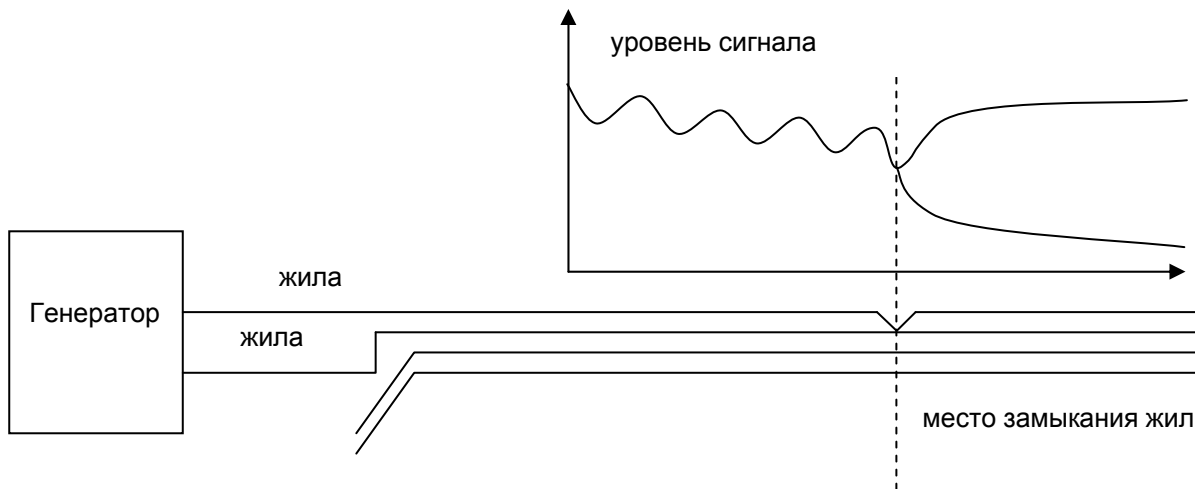 уровень сигнала
жила
Генератор
жила
место замыкания жил